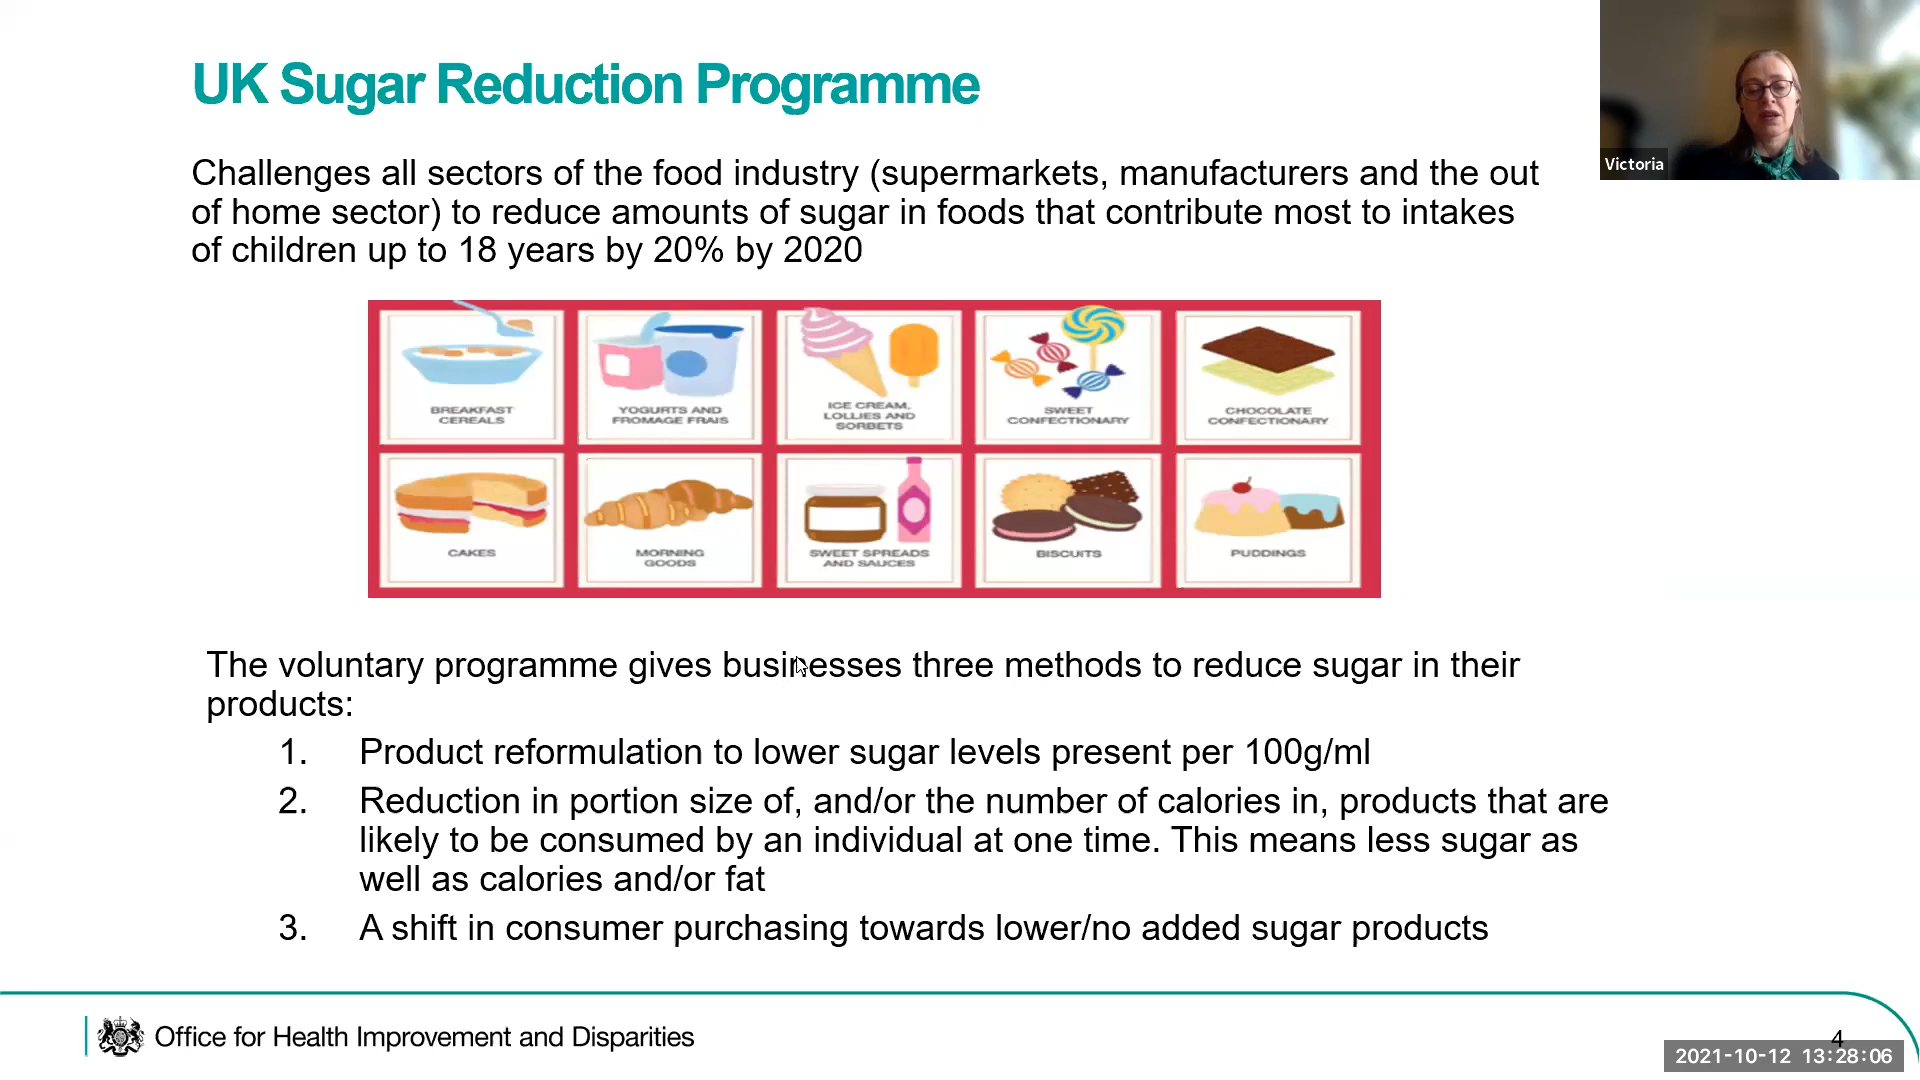 UK Sugar Reduction Programme
Victoria
Challenges all sectors of the food industry (supermarkets, manufacturers and the out
of home sector) to reduce amounts of sugar in foods that contribute most to intakes
of children up to 18 years by 20% by 2020
BREAKFAST
CEREALS
YOGURTS AND
FROMAGE FRAIS
ICE CREAM,
LOLLIES AND
SORBETS
SWEET
CONFECTIONARY
CHOCOLATE
CONFECTIONARY
CAKES
MORNING
GOODS
SWEET SPREADS
AND SAUCES
BISCUITS
PUDDINGS
The voluntary programme gives businesses three methods to reduce sugar in their
products:
1. Product reformulation to lower sugar levels present per 100g/ml
2. Reduction in portion size of, and/or the number of calories in, products that are
likely to be consumed by an individual at one time. This means less sugar as
well as calories and/or fat
3. A shift in consumer purchasing towards lower/no added sugar products
Office for Health Improvement and Disparities
4
2021-10-12 13:28:06